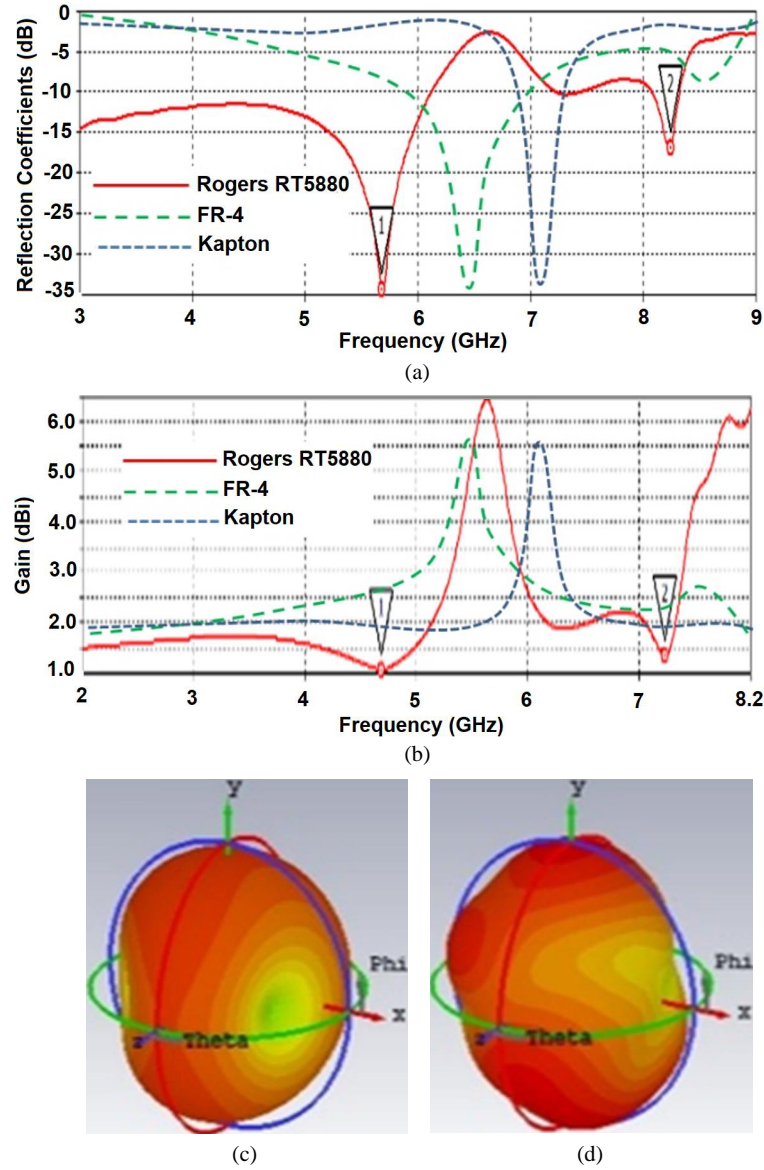 0
-5
-10
-15
-20
-25
-30
-35
Reflection Coefficients (dB)
1
2
Rogers RT5880
FR-4
Kapton
3 4 5 6 7 8 9
Frequency (GHz)
(a)
6.0
5.0
4.0
3.0
2.0
1.0
Gain (dBi)
Rogers RT5880
FR-4
Kapton
1
2
2 3 4 5 6 7 8.2
Frequency (GHz)
(b)
y
Phi
x
z Theta
(c)
y
Phi
x
z Theta
(d)